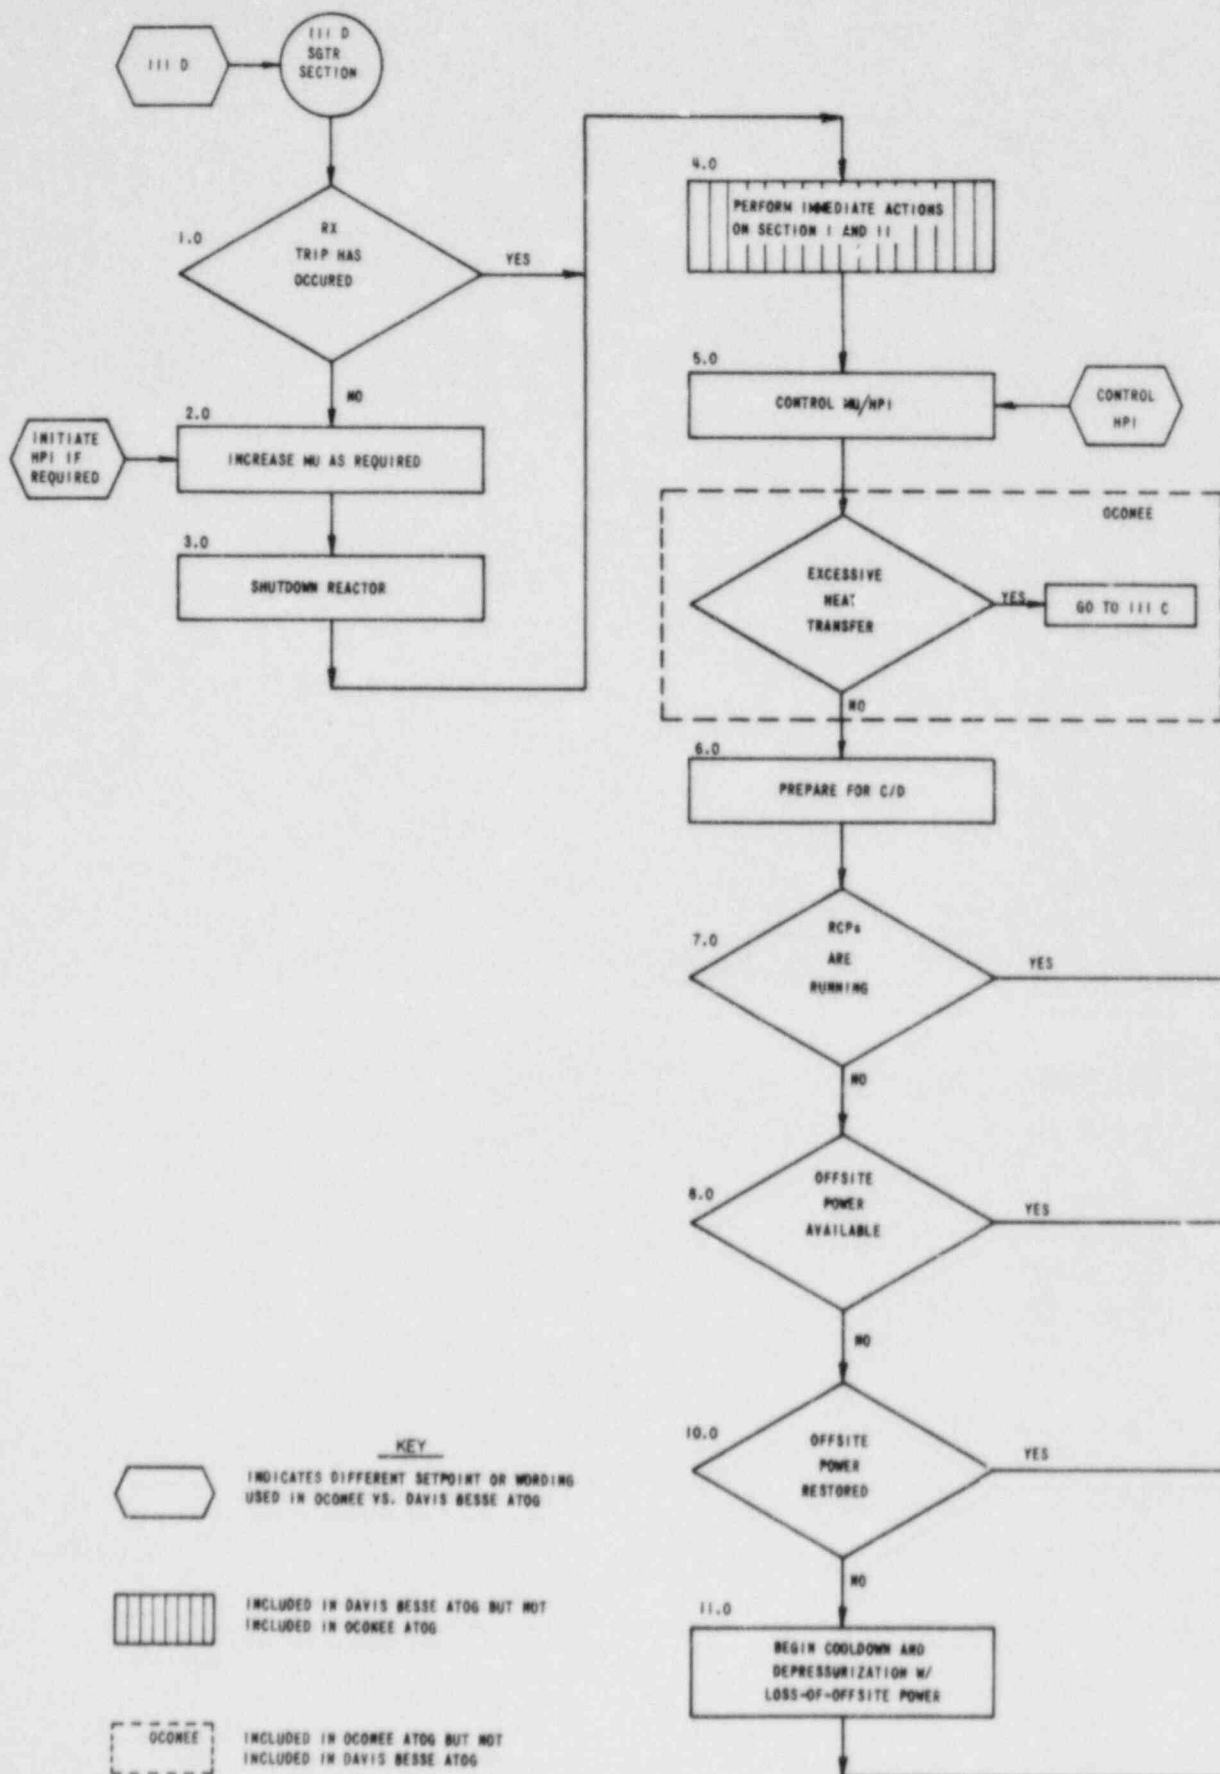 III D
III D
SGTR
SECTION
1.0
RX
TRIP HAS
OCCURED
YES
NO
2.0
INITIATE
HPI IF
REQUIRED
INCREASE MU AS REQUIRED
3.0
SHUTDOWN REACTOR
4.0
PERFORM IMMEDIATE ACTIONS
ON SECTION I AND II
5.0
CONTROL MU/HPI
CONTROL
HPI
OCONEE
EXCESSIVE
HEAT
TRANSFER
YES
GO TO III C
NO
6.0
PREPARE FOR C/D
7.0
RCPs
ARE
RUNNING
YES
NO
8.0
OFFSITE
POWER
AVAILABLE
YES
NO
10.0
OFFSITE
POWER
RESTORED
YES
NO
11.0
BEGIN COOLDOWN AND
DEPRESSURIZATION W/
LOSS-OF-OFFSITE POWER
KEY
INDICATES DIFFERENT SETPOINT OR WORDING
USED IN OCONEE VS. DAVIS BESSE ATOG
INCLUDED IN DAVIS BESSE ATOG BUT NOT
INCLUDED IN OCONEE ATOG
OCONEE
INCLUDED IN OCONEE ATOG BUT NOT
INCLUDED IN DAVIS BESSE ATOG